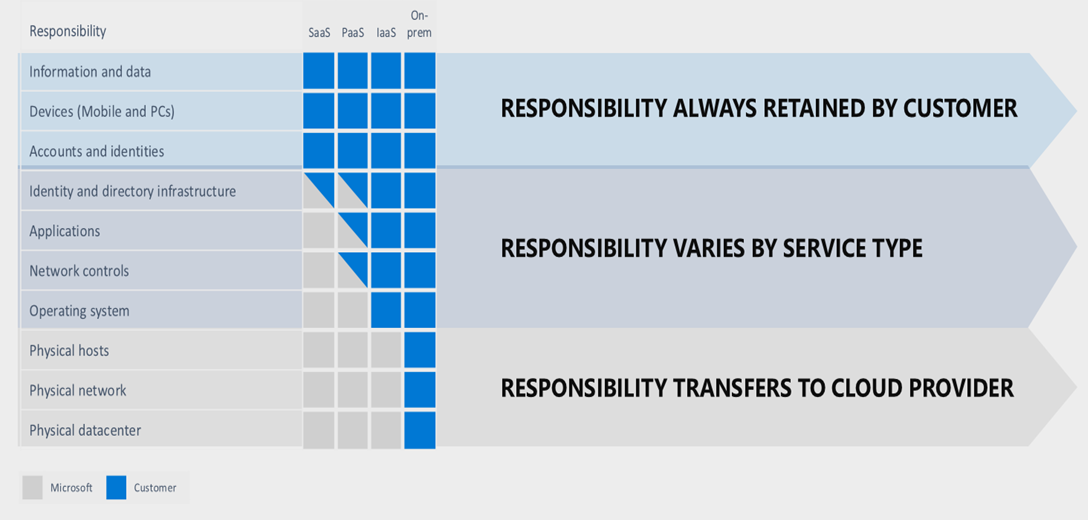 Responsibility
SaaS PaaS IaaS On-
prem
Information and data
Devices (Mobile and PCs)
Accounts and identities
RESPONSIBILITY ALWAYS RETAINED BY CUSTOMER
Identity and directory infrastructure
Applications
Network controls
Operating system
RESPONSIBILITY VARIES BY SERVICE TYPE
Physical hosts
Physical network
Physical datacenter
RESPONSIBILITY TRANSFERS TO CLOUD PROVIDER
Microsoft Customer